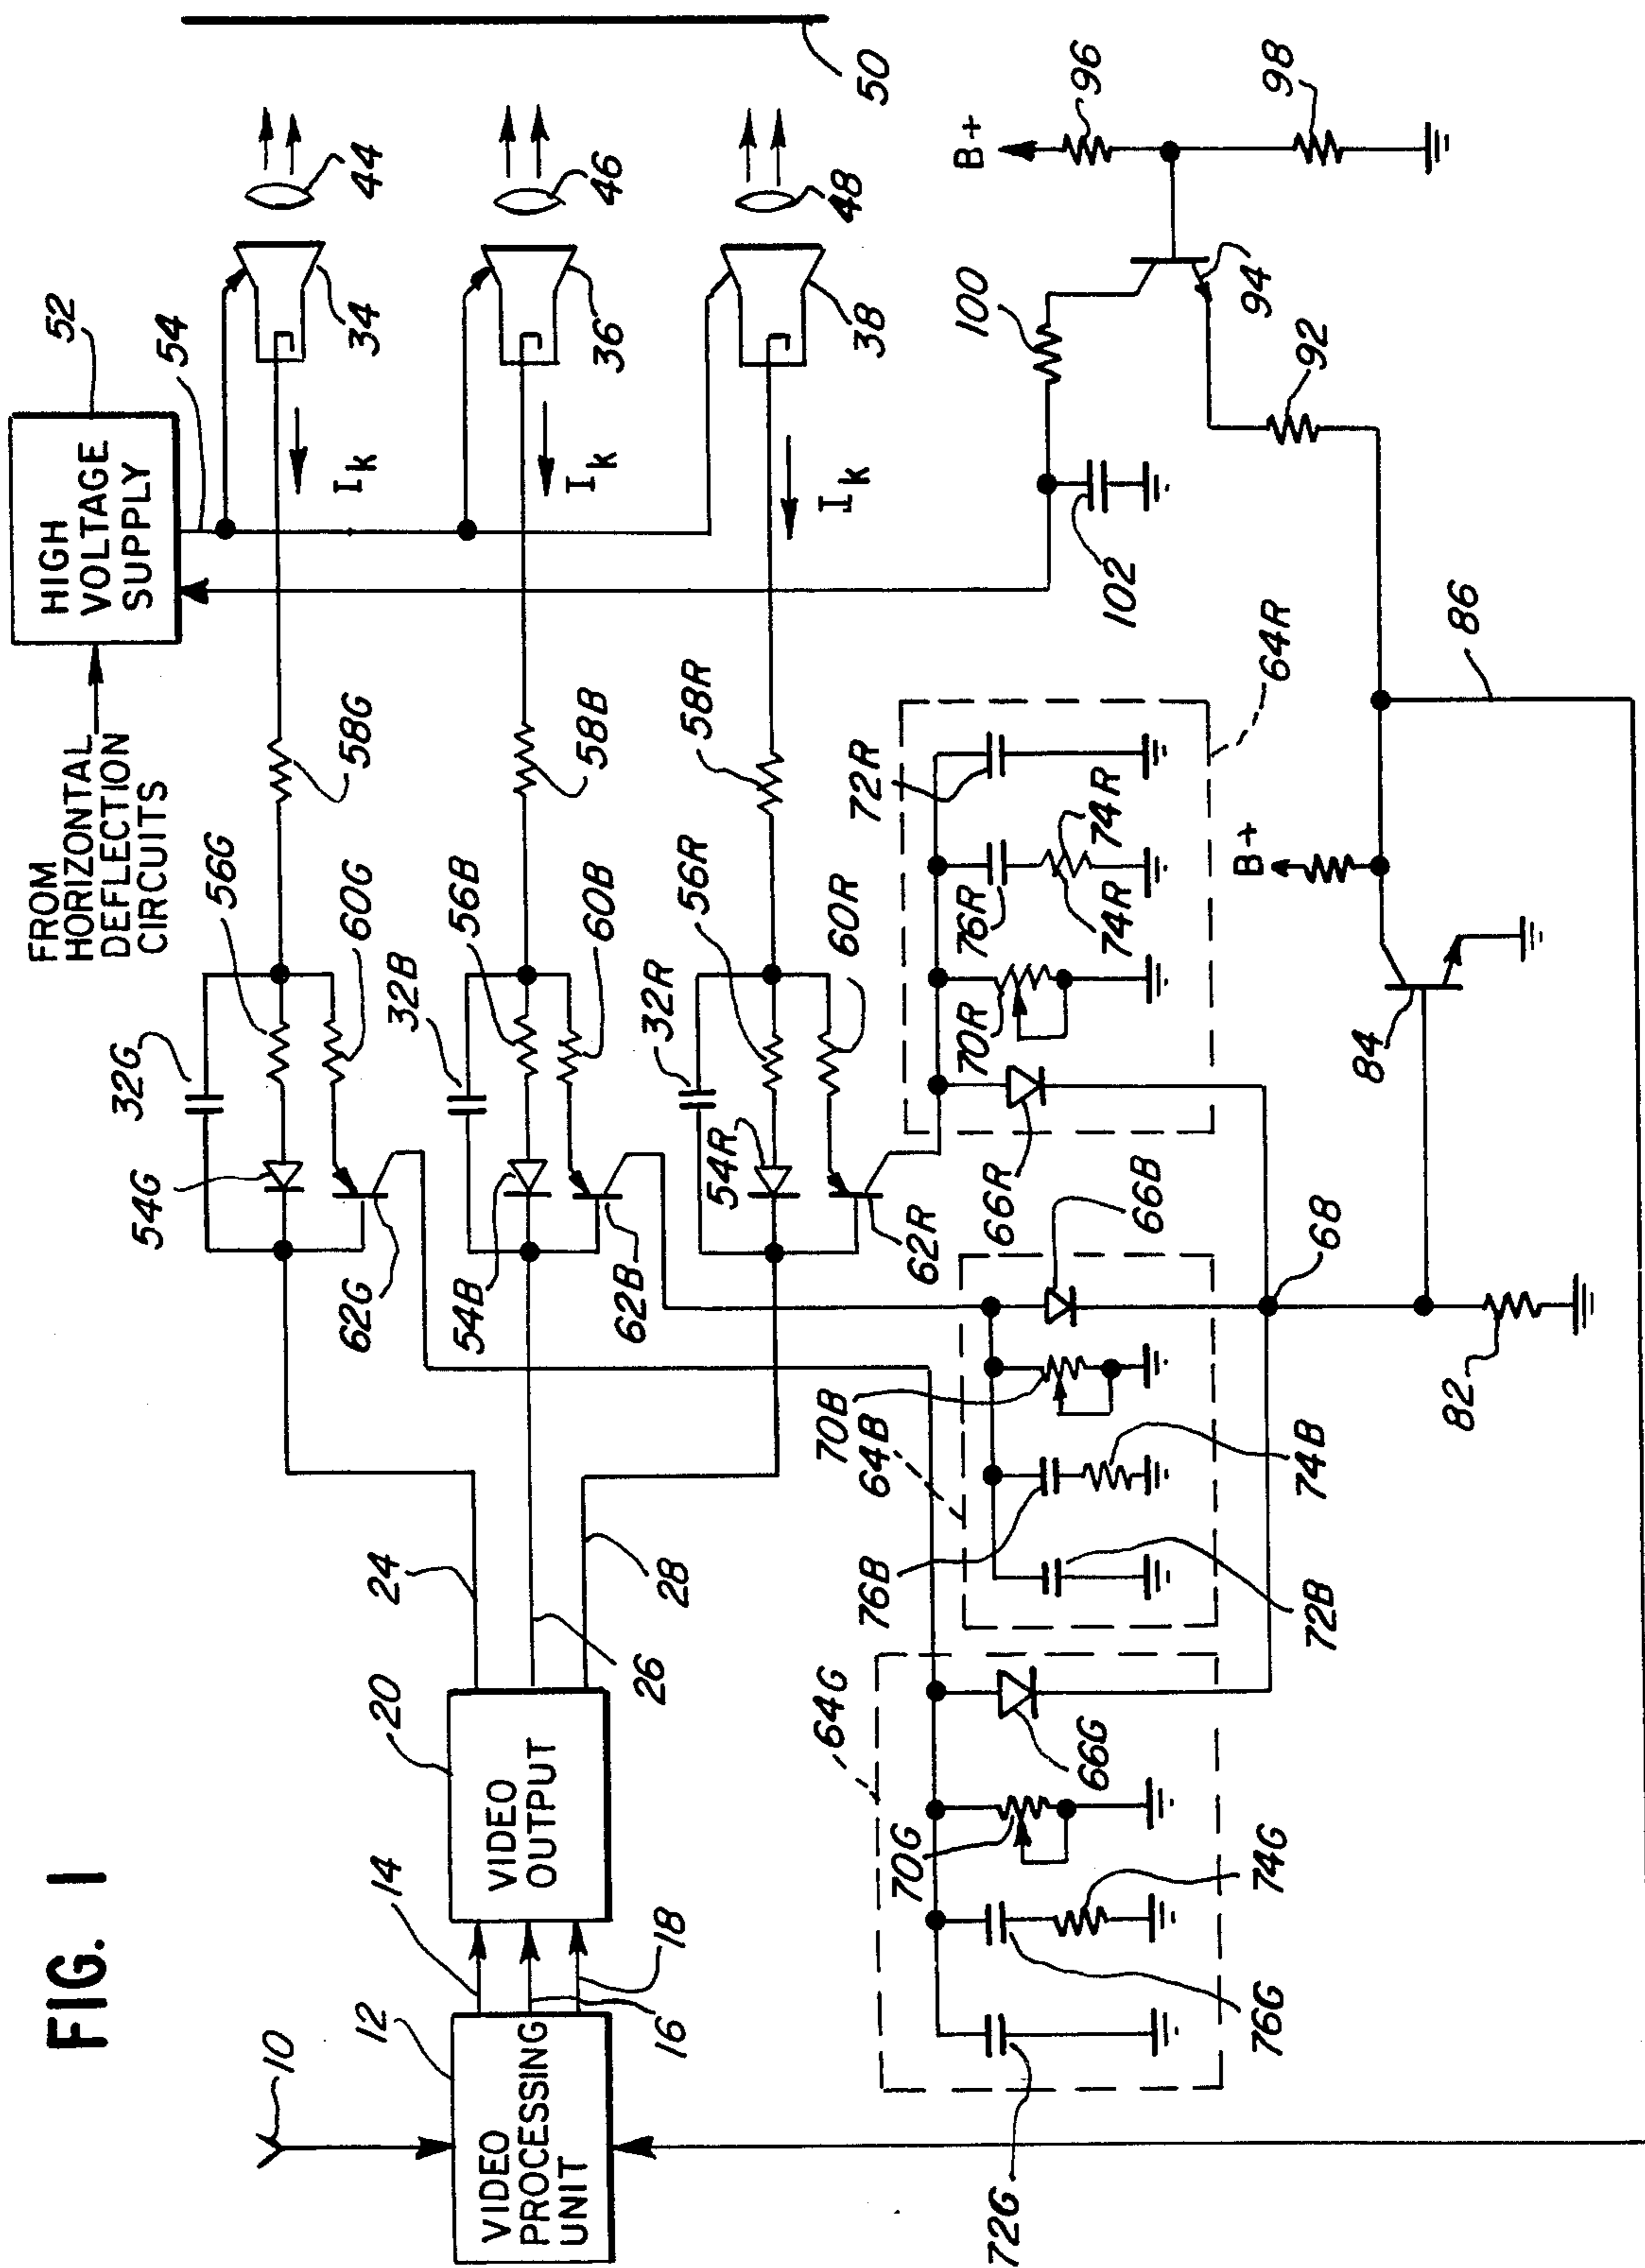 FIG. 1
10
12
VIDEO
PROCESSING
UNIT
14
16
18
20
VIDEO
OUTPUT
24
26
28
FROM
HORIZONTAL
DEFLECTION
CIRCUITS
52
HIGH
VOLTAGE
SUPPLY
54
32G
54G
56G
58G
60G
62G
Ik
34
44
32B
54B
56B
58B
60B
62B
Ik
36
46
32R
54R
56R
58R
60R
62R
Ik
38
48
50
64G
66G
70G
74G
76G
72G
64B
66B
70B
74B
76B
72B
64R
66R
70R
76R
74R
74R
72R
68
82
84
B+
86
92
94
B+
96
98
100
102